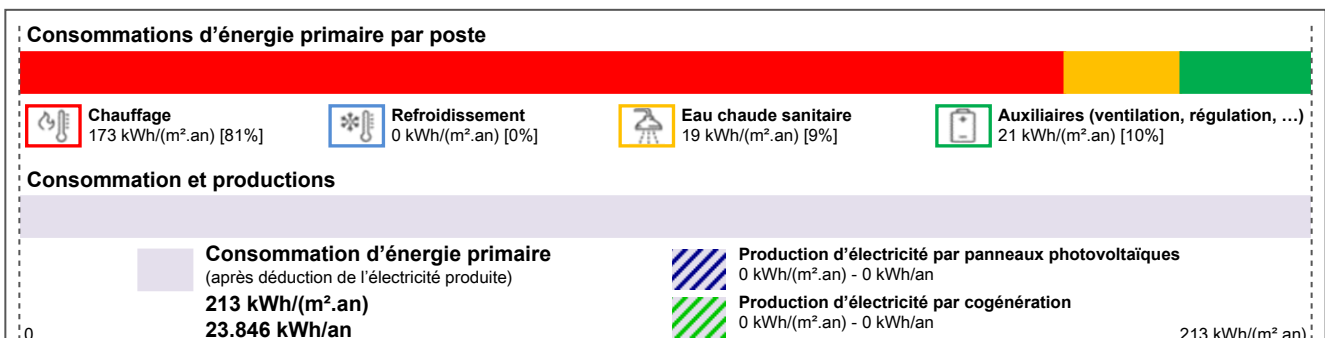 Consommations d’énergie primaire par poste
Chauffage
173 kWh/(m².an) [81%]
Refroidissement
0 kWh/(m².an) [0%]
Eau chaude sanitaire
19 kWh/(m².an) [9%]
Auxiliaires (ventilation, régulation, …)
21 kWh/(m².an) [10%]
Consommation et productions
Consommation d’énergie primaire
(après déduction de l’électricité produite)
213 kWh/(m².an)
23.846 kWh/an
Production d’électricité par panneaux photovoltaïques
0 kWh/(m².an) - 0 kWh/an
Production d’électricité par cogénération
0 kWh/(m².an) - 0 kWh/an
0
213 kWh/(m².an)